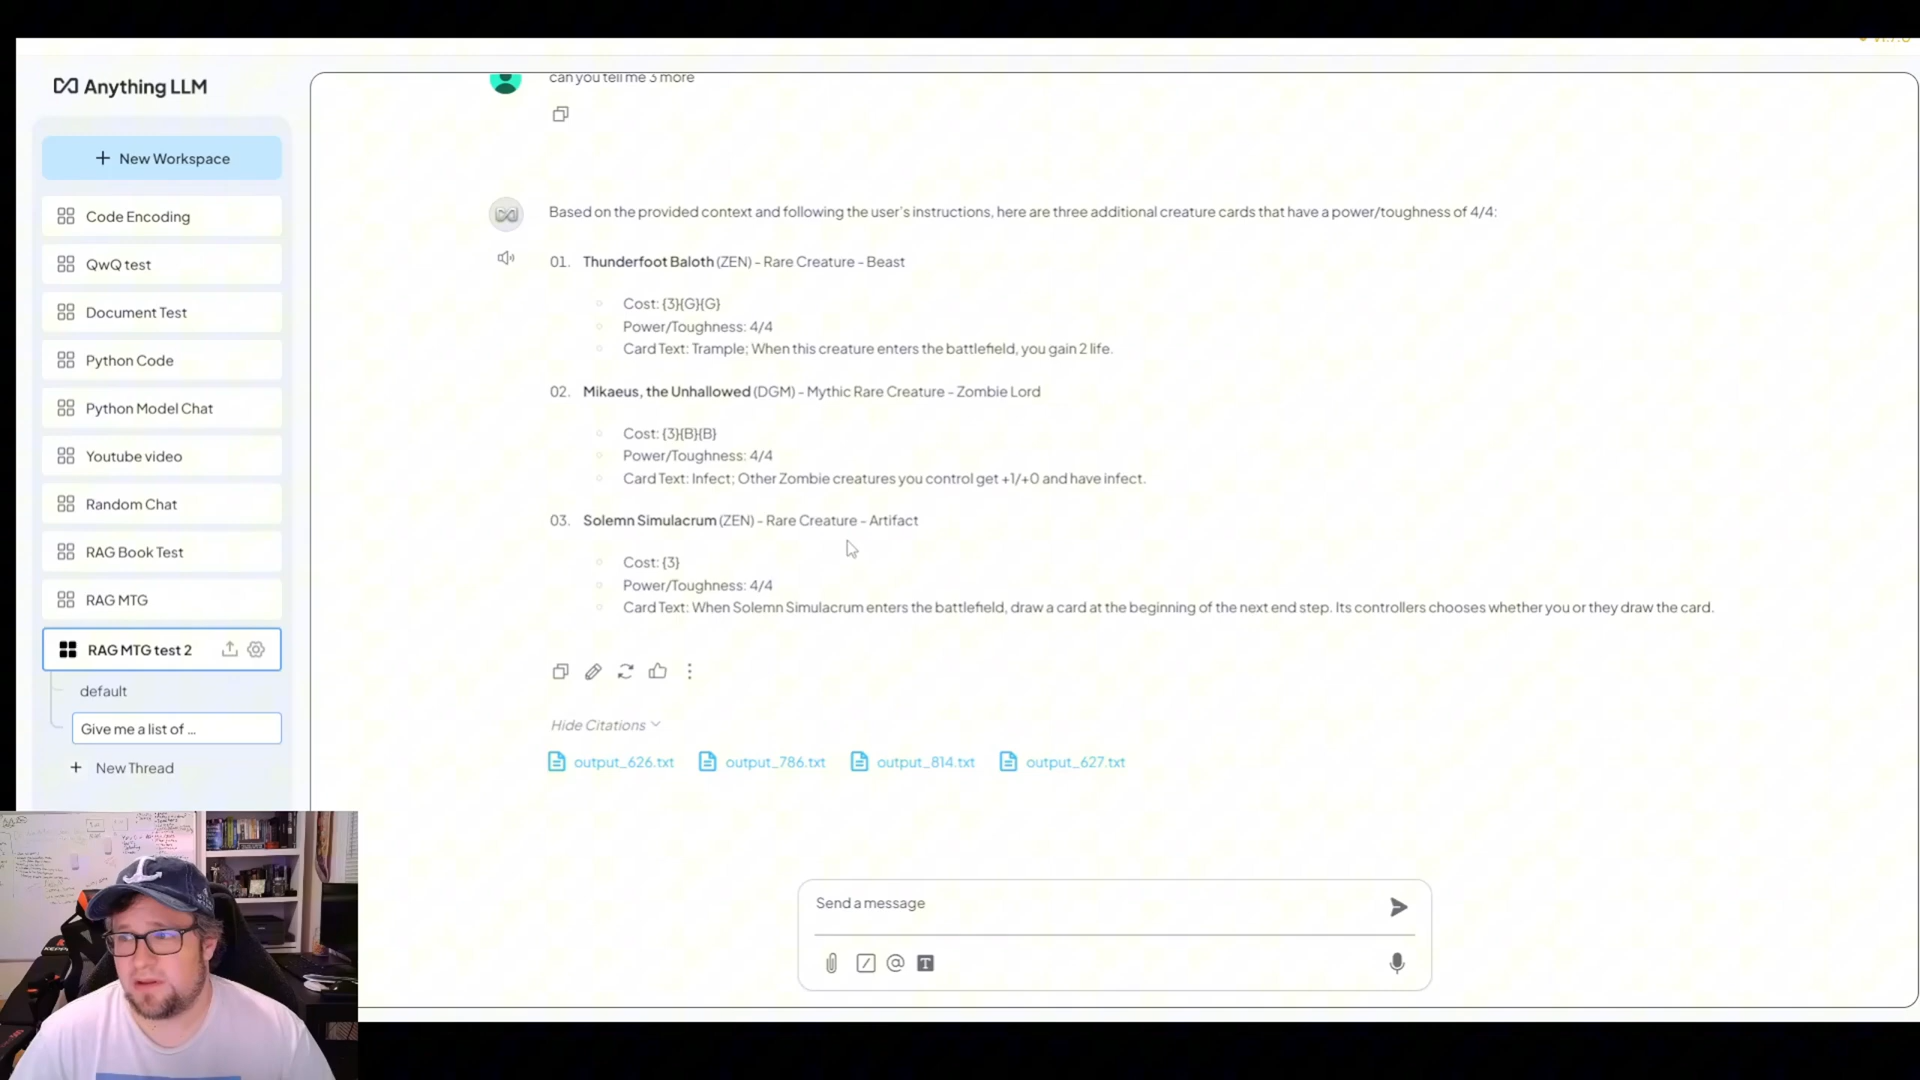 Anything LLM
New Workspace
Code Encoding
QwQ test
Document Test
Python Code
Python Model Chat
Youtube video
Random Chat
RAG Book Test
RAG MTG
RAG MTG test 2
default
Give me a list of ...
New Thread
can you tell me 3 more
Based on the provided context and following the user's instructions, here are three additional creature cards that have a power/toughness of 4/4:
01. Thunderfoot Baloth (ZEN) - Rare Creature - Beast
Cost: {3}{G}{G}
Power/Toughness: 4/4
Card Text: Trample; When this creature enters the battlefield, you gain 2 life.
02. Mikaeus, the Unhallowed (DGM) - Mythic Rare Creature - Zombie Lord
Cost: {3}{B}{B}
Power/Toughness: 4/4
Card Text: Infect; Other Zombie creatures you control get +1/+0 and have infect.
03. Solemn Simulacrum (ZEN) - Rare Creature - Artifact
Cost: {3}
Power/Toughness: 4/4
Card Text: When Solemn Simulacrum enters the battlefield, draw a card at the beginning of the next end step. Its controllers chooses whether you or they draw the card.
Hide Citations
output_626.txt output_786.txt output_814.txt output_627.txt
Send a message